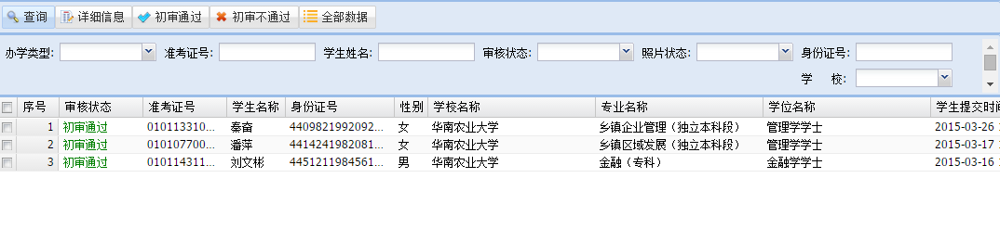 查询 详细信息 初审通过 初审不通过 全部数据
办学类型: 准考证号: 学生姓名: 审核状态: 照片状态: 身份证号:
学 校:
序号 审核状态 准考证号 学生名称 身份证号 性别 学校名称 专业名称 学位名称 学生提交时间
1 初审通过 010113310... 秦奋 4409821992092... 女 华南农业大学 乡镇企业管理（独立本科段） 管理学学士 2015-03-26
2 初审通过 010107700... 潘萍 4414241982081... 女 华南农业大学 乡镇区域发展（独立本科段） 管理学学士 2015-03-17
3 初审通过 010114311... 刘文彬 4451211984561... 男 华南农业大学 金融（专科） 金融学学士 2015-03-16